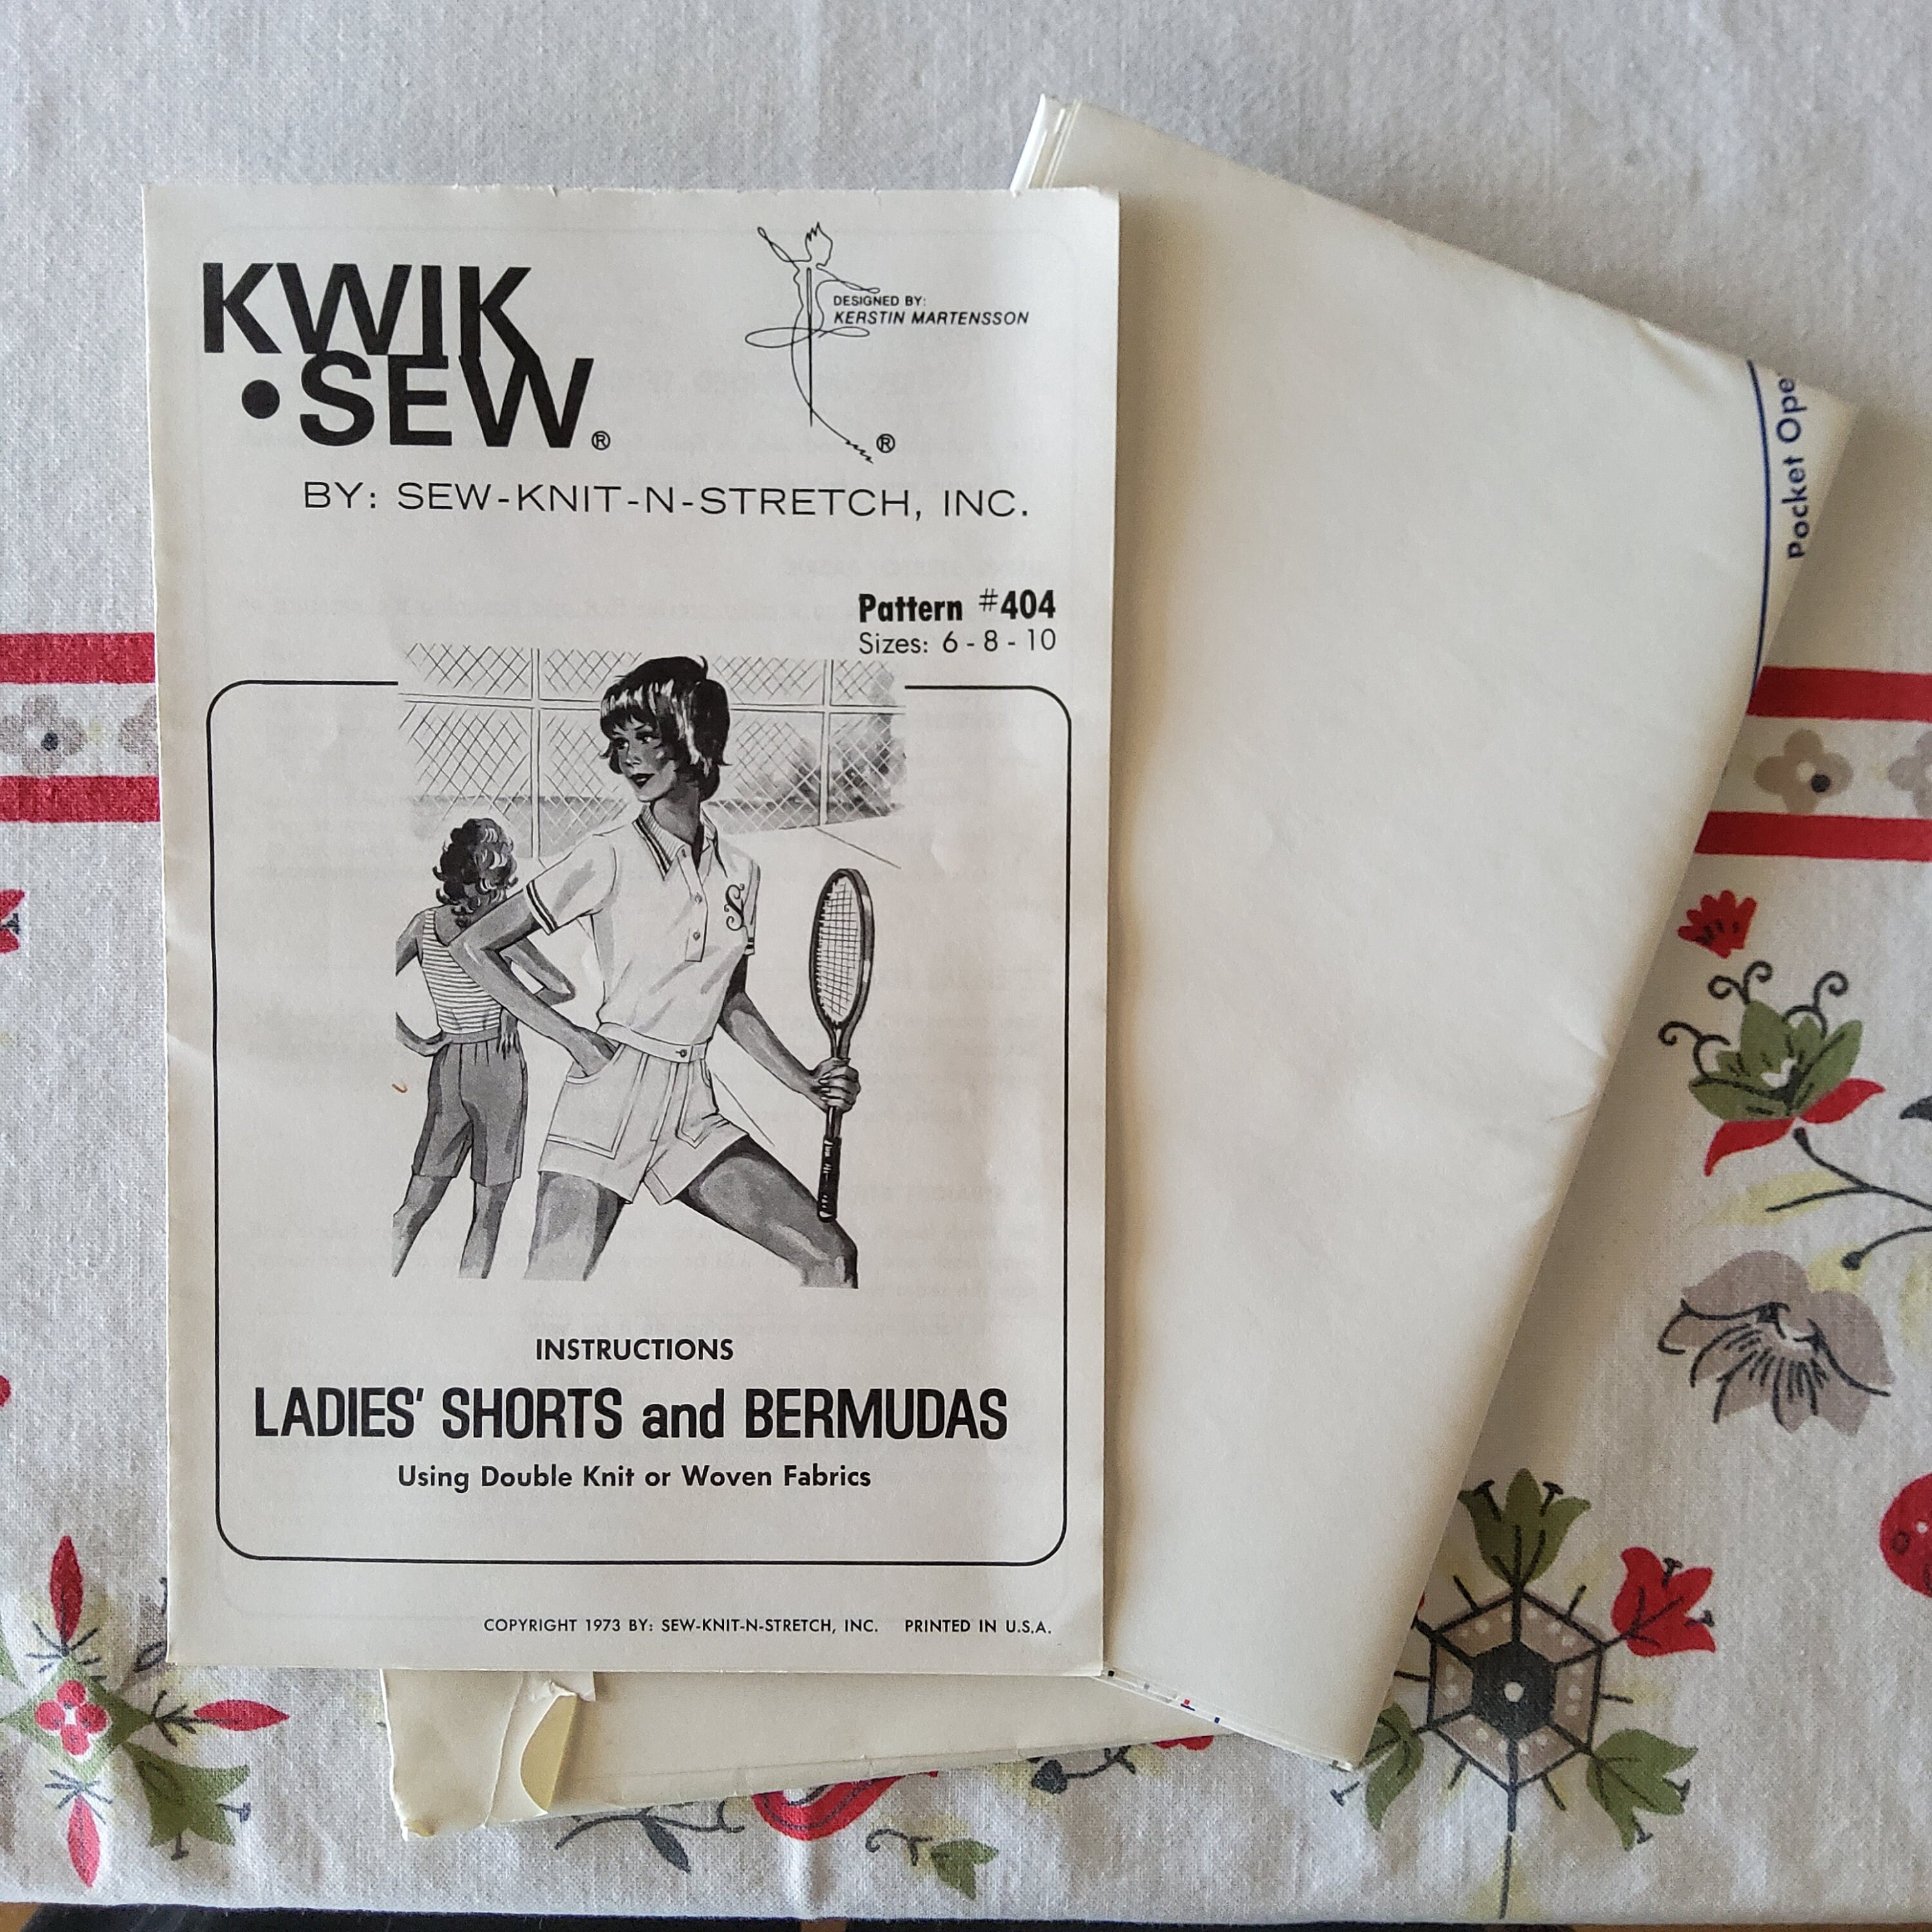 KWIK
•SEW®
DESIGNED BY:
KERSTIN MARTENSSON
®
BY: SEW-KNIT-N-STRETCH, INC.
Pattern #404
Sizes: 6 - 8 - 10
INSTRUCTIONS
LADIES' SHORTS and BERMUDAS
Using Double Knit or Woven Fabrics
COPYRIGHT 1973 BY: SEW-KNIT-N-STRETCH, INC. PRINTED IN U.S.A.
Pocket Ope